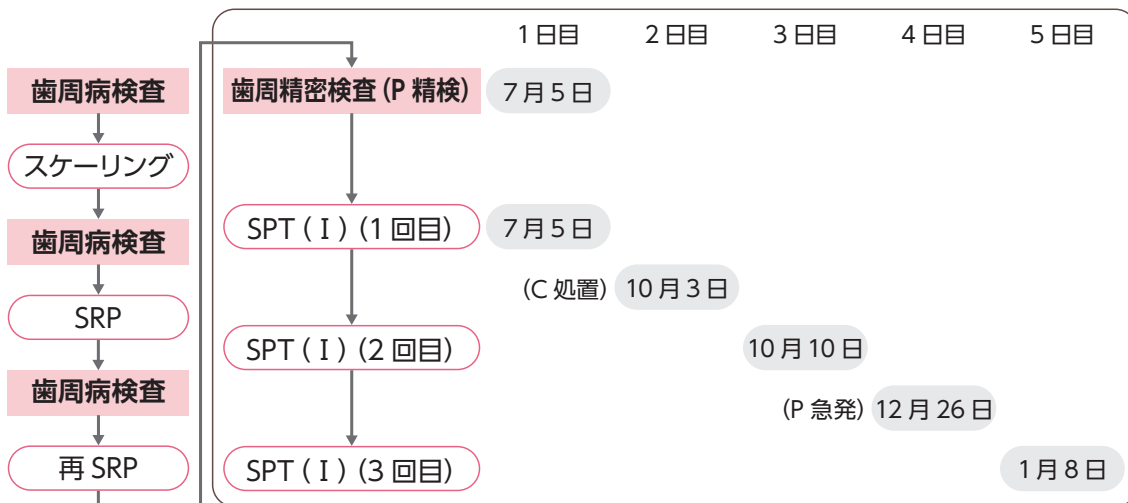 1日目 2日目 3日目 4日目 5日目
歯周病検査
歯周精密検査(P 精検) 7月5日
スケーリング
歯周病検査
SPT ( I ) (1 回目) 7月5日
(C 処置) 10月3日
SRP
SPT ( I ) (2 回目) 10月10日
歯周病検査
(P 急発) 12月26日
再 SRP
SPT ( I ) (3 回目) 1月8日